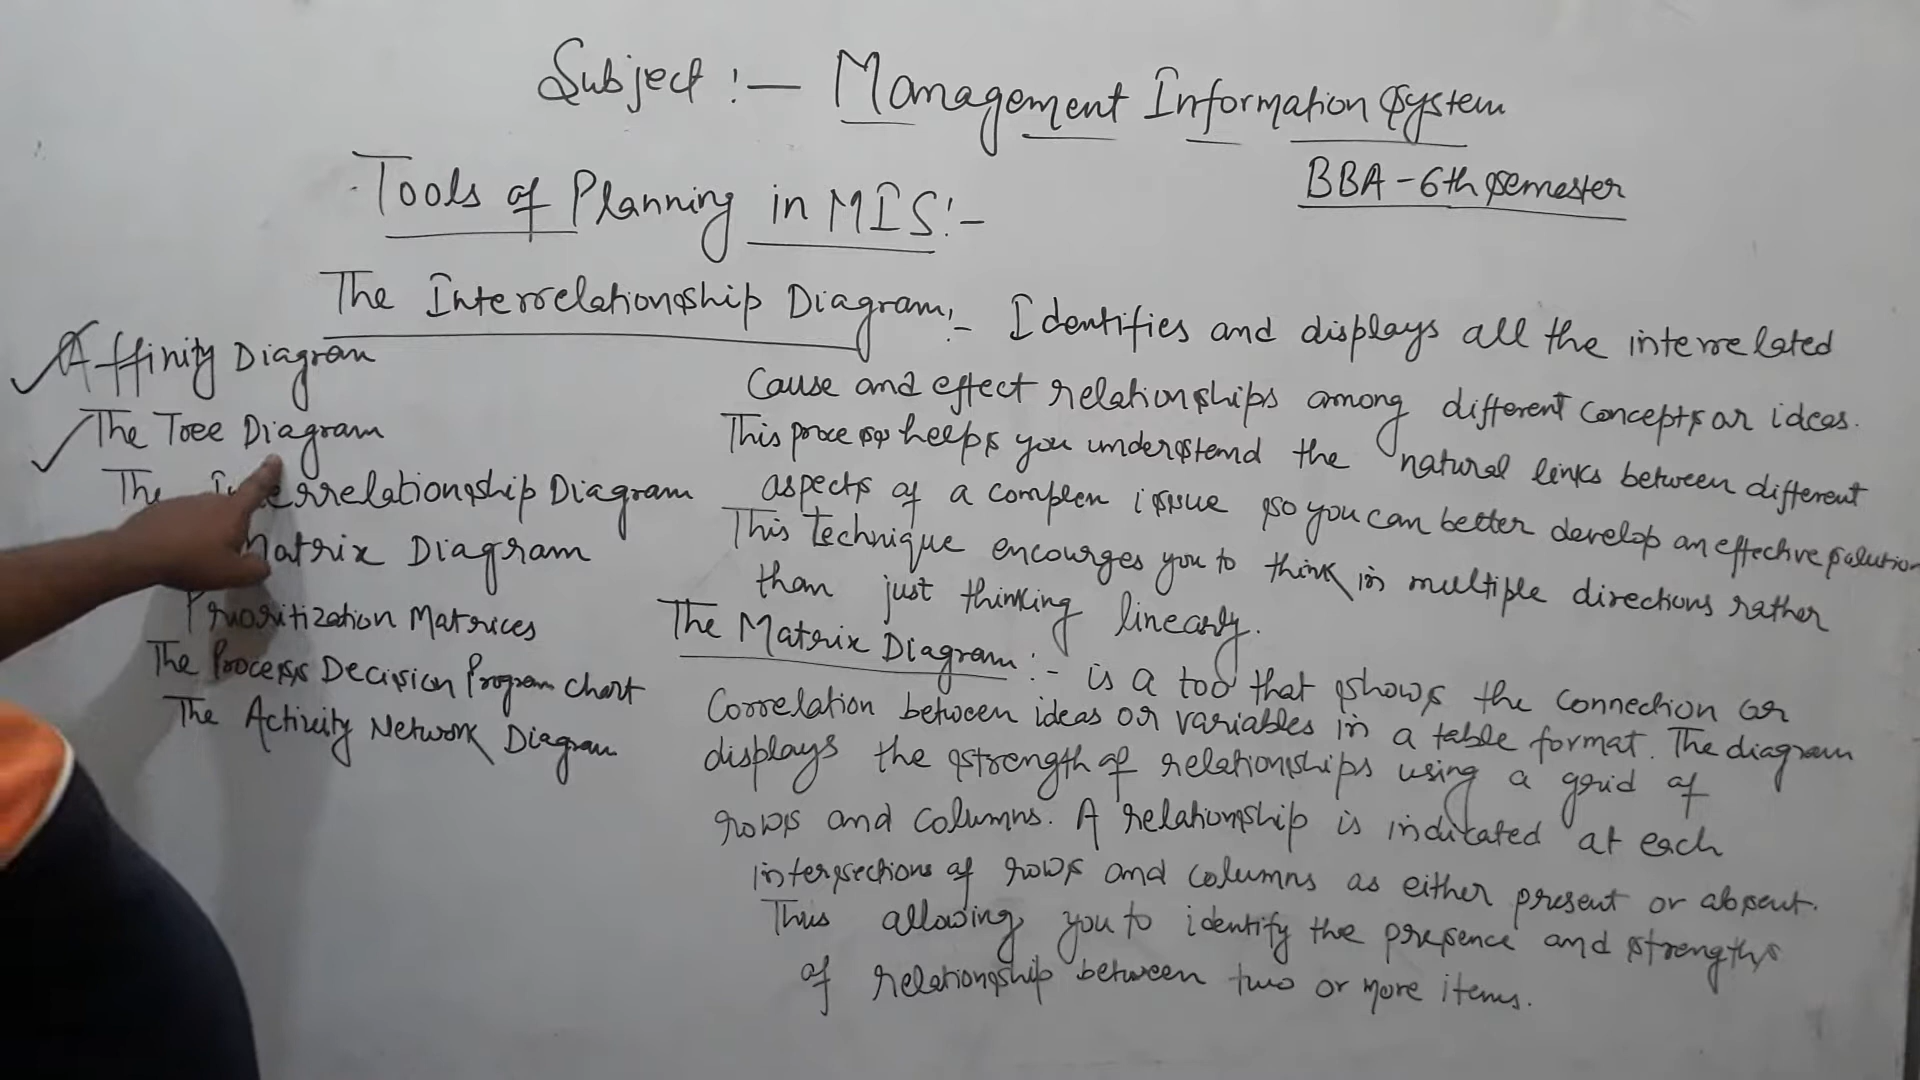 Subject :- Management Information System
BBA - 6th Semester
Tools of Planning in MIS :-
Affinity Diagram
The Tree Diagram
The Interrelationship Diagram
Matrix Diagram
Prioritization Matrices
The Process Decision Program Chart
The Activity Network Diagram
The Interrelationship Diagram :- Identifies and displays all the interrelated
Cause and effect relationships among different concepts or ideas.
This process helps you understand the natural links between different
aspects of a complex issue so you can better develop an effective solution
This technique encourges you to think in multiple directions rather
than just thinking linearly.
The Matrix Diagram :- is a tool that shows the connection or
Correlation between ideas or variables in a table format. The diagram
displays the strength of relationships using a grid of
rows and columns. A relationship is indicated at each
intersections of rows and columns as either present or absent.
Thus allowing you to identify the presence and strengths
of relationship between two or more items.